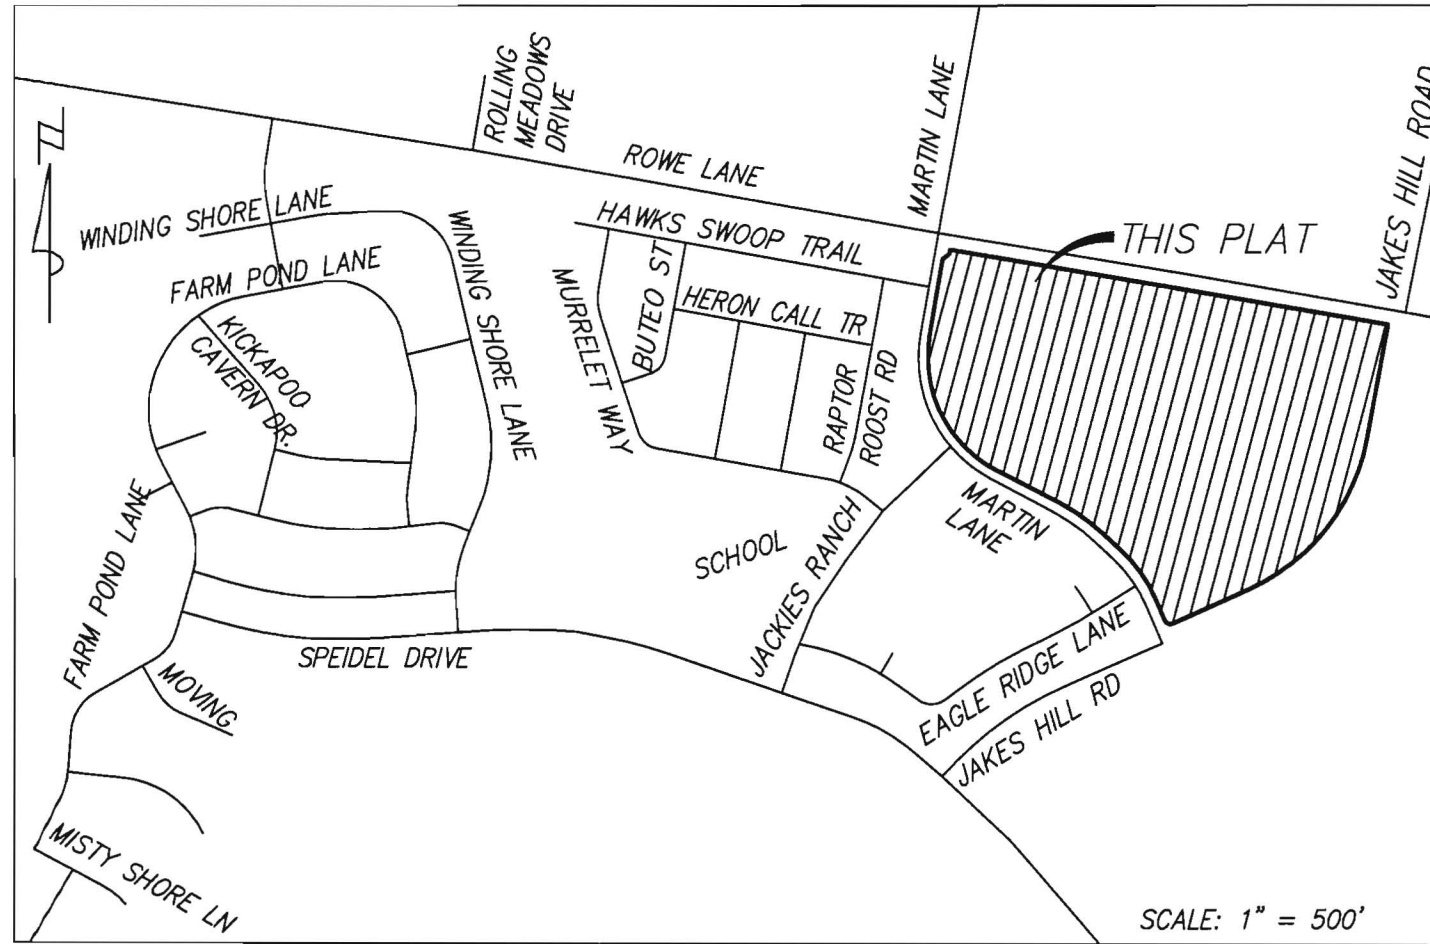 ROLLING
MEADOWS
DRIVE
MARTIN LANE
JAKES HILL ROAD
ROWE LANE
N
WINDING SHORE LANE
HAWKS SWOOP TRAIL
THIS PLAT
FARM POND LANE
WINDING SHORE LANE
MURRELET WAY
BUTEO ST
HERON CALL TR
KICKAPOO
CAVERN DR.
RAPTOR
ROOST RD
FARM POND LANE
MARTIN
LANE
SCHOOL
JACKIES RANCH
SPEIDEL DRIVE
MOVING
EAGLE RIDGE LANE
JAKES HILL RD
MISTY SHORE LN
SCALE: 1" = 500'